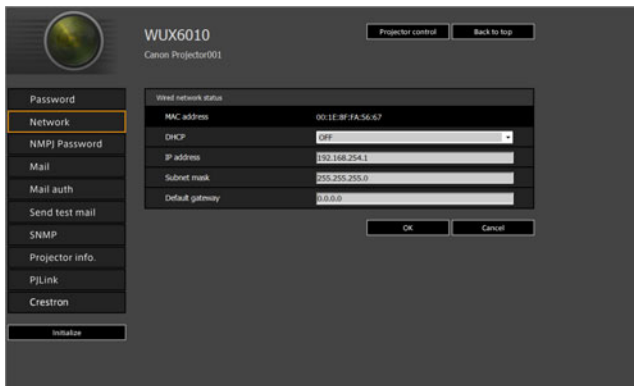 WUX6010
Projector control
Back to top
Canon Projector001
Password
Network
NMPJ Password
Mail
Mail auth
Send test mail
SNMP
Projector info.
PJLink
Crestron
Initialize
Wired network status
MAC address 00:1E:8F:FA:56:67
DHCP OFF
IP address 192.168.254.1
Subnet mask 255.255.255.0
Default gateway 0.0.0.0
OK
Cancel